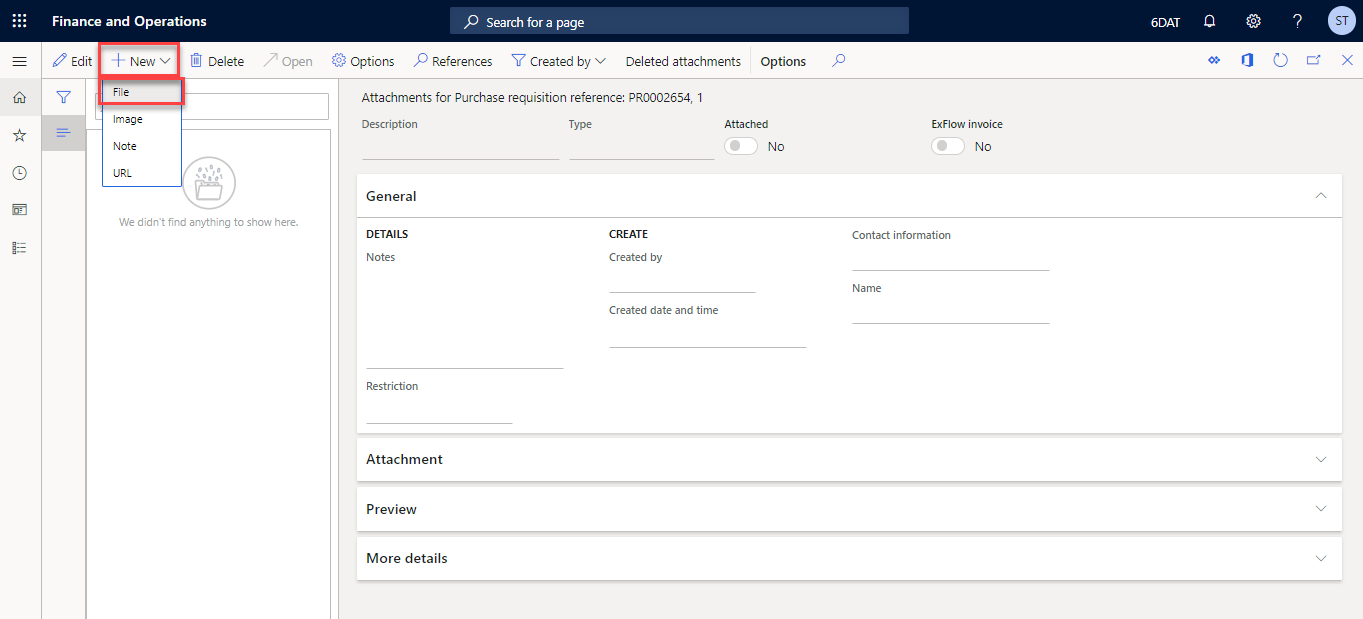 Finance and Operations
Search for a page
6DAT
?
ST
Edit
New
Delete
Open
Options
References
Created by
Deleted attachments
Options
File
Image
Note
URL
We didn't find anything to show here.
Attachments for Purchase requisition reference: PR0002654, 1
Description
Type
Attached
ExFlow invoice
No
No
General
DETAILS
CREATE
Contact information
Notes
Created by
Name
Created date and time
Restriction
Attachment
Preview
More details